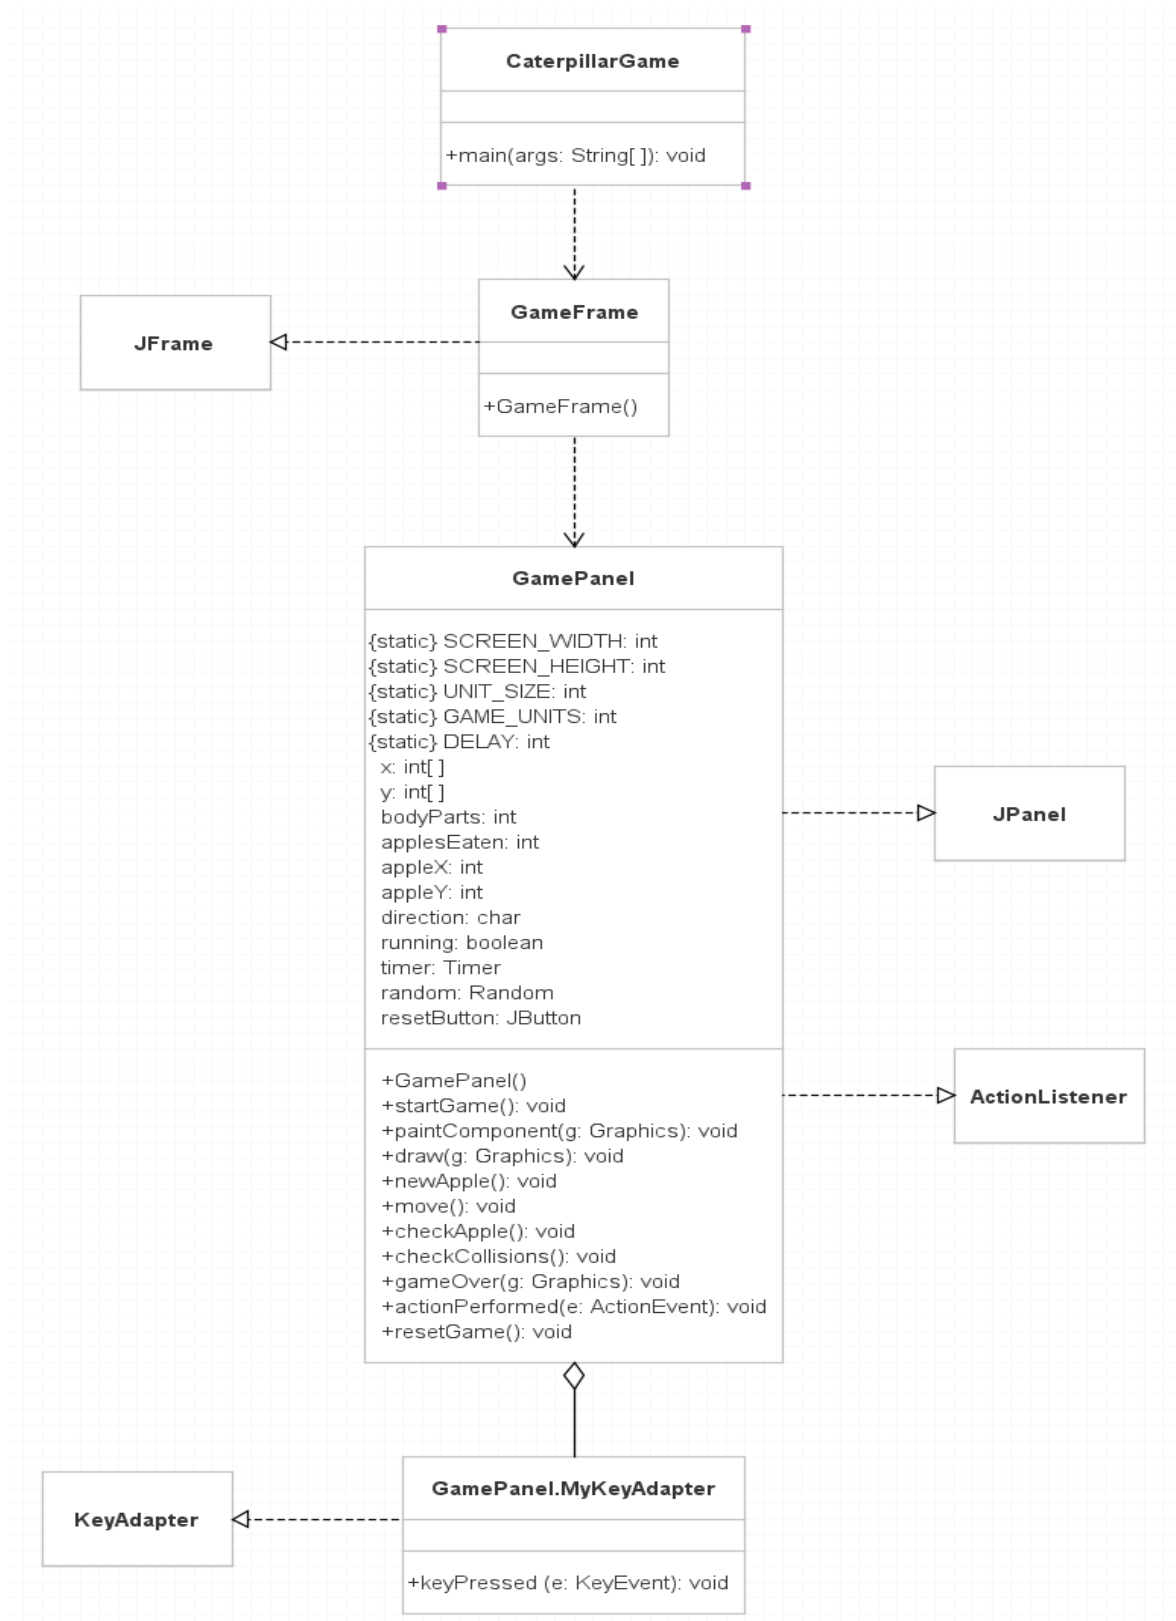 CaterpillarGame
+main(args: String[ ]): void
GameFrame
+GameFrame()
JFrame
GamePanel
{static} SCREEN_WIDTH: int
{static} SCREEN_HEIGHT: int
{static} UNIT_SIZE: int
{static} GAME_UNITS: int
{static} DELAY: int
x: int[ ]
y: int[ ]
bodyParts: int
applesEaten: int
appleX: int
appleY: int
direction: char
running: boolean
timer: Timer
random: Random
resetButton: JButton
JPanel
+GamePanel()
+startGame(): void
+paintComponent(g: Graphics): void
+draw(g: Graphics): void
+newApple(): void
+move(): void
+checkApple(): void
+checkCollisions(): void
+gameOver(g: Graphics): void
+actionPerformed(e: ActionEvent): void
+resetGame(): void
ActionListener
GamePanel.MyKeyAdapter
+keyPressed (e: KeyEvent): void
KeyAdapter